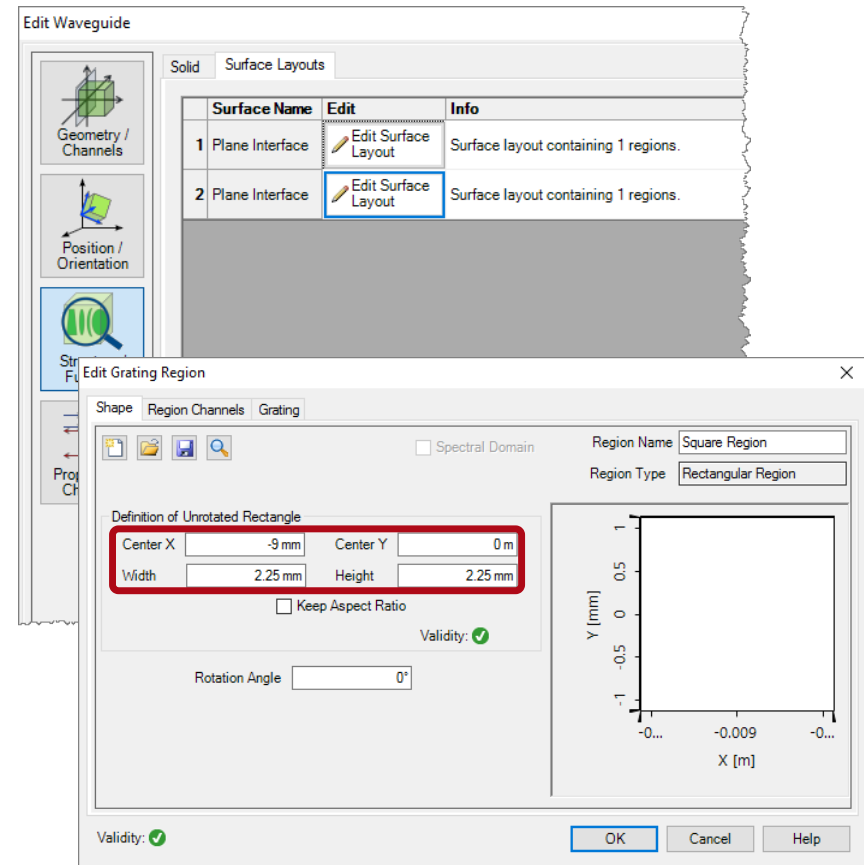 Edit Waveguide
Solid
Surface Layouts
Surface Name Edit Info
Geometry /
Channels
1 Plane Interface Edit Surface
Layout Surface layout containing 1 regions.
2 Plane Interface Edit Surface
Layout Surface layout containing 1 regions.
Position /
Orientation
Edit Grating Region
Shape Region Channels Grating
Spectral Domain
Region Name Square Region
Region Type Rectangular Region
Definition of Unrotated Rectangle
Center X -9 mm Center Y 0 m
Width 2.25 mm Height 2.25 mm
Keep Aspect Ratio
Validity:
Rotation Angle 0°
Y [mm]
1
0.5
0
-0.5
-1
-0... -0.009 -0...
X [m]
Validity:
OK Cancel Help